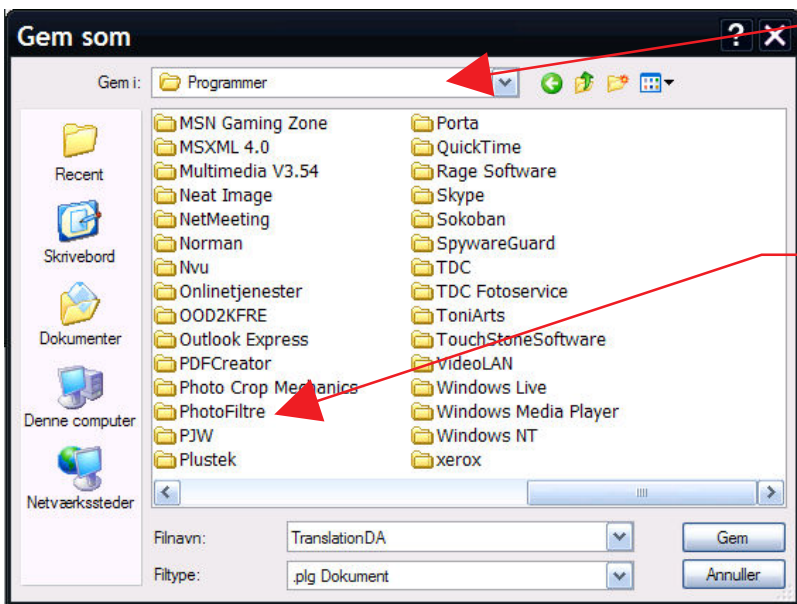 Gem som
Gem i: Programmer
Recent
Skrivebord
Dokumenter
Denne computer
Netværkssteder
MSN Gaming Zone
MSXML 4.0
Multimedia V3.54
Neat Image
NetMeeting
Norman
Nvu
Onlinetjenester
OOD2KFRE
Outlook Express
PDFCreator
Photo Crop Mechanics
PhotoFiltre
PJW
Plustek
Porta
QuickTime
Rage Software
Skype
Sokoban
SpywareGuard
TDC
TDC Fotoservice
ToniArts
TouchStoneSoftware
VideoLAN
Windows Live
Windows Media Player
Windows NT
xerox
Filnavn: TranslationDA
Gem
Filtype: .plg Dokument
Annuller